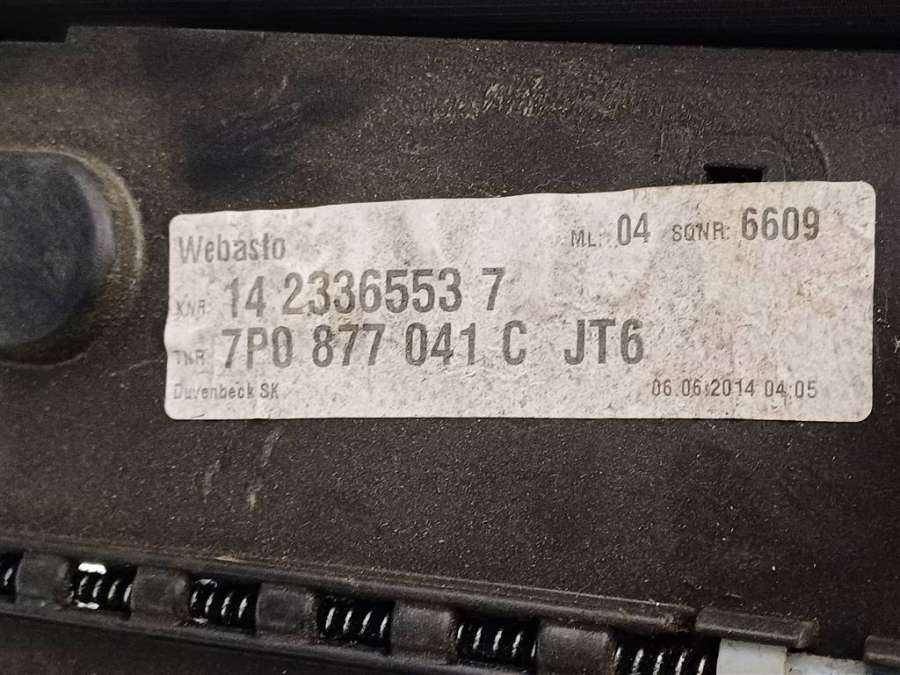 Webasto ML: 04 SQNR: 6609
KNR: 14 2336553 7
TNR: 7P0 877 041 C JT6
Duvenbeck SK 06.06.2014 04:05